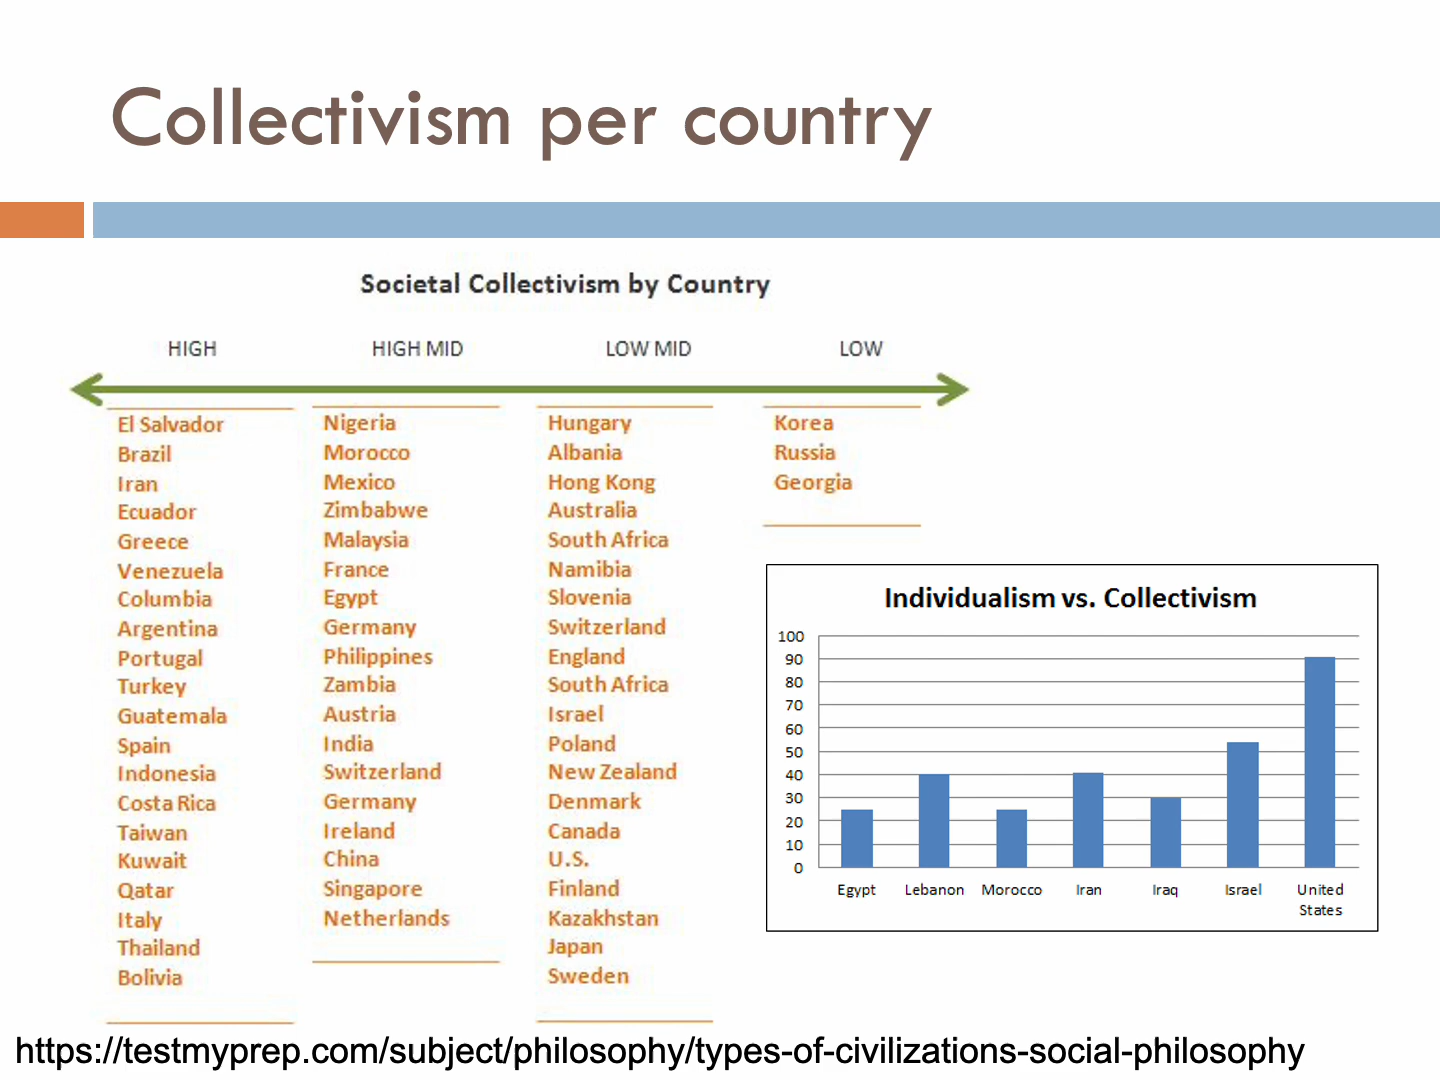 Collectivism per country
Societal Collectivism by Country
HIGH
HIGH MID
LOW MID
LOW
El Salvador
Brazil
Iran
Ecuador
Greece
Venezuela
Columbia
Argentina
Portugal
Turkey
Guatemala
Spain
Indonesia
Costa Rica
Taiwan
Kuwait
Qatar
Italy
Thailand
Bolivia
Nigeria
Morocco
Mexico
Zimbabwe
Malaysia
France
Egypt
Germany
Philippines
Zambia
Austria
India
Switzerland
Germany
Ireland
China
Singapore
Netherlands
Hungary
Albania
Hong Kong
Australia
South Africa
Namibia
Slovenia
Switzerland
England
South Africa
Israel
Poland
New Zealand
Denmark
Canada
U.S.
Finland
Kazakhstan
Japan
Sweden
Korea
Russia
Georgia
Individualism vs. Collectivism
100
90
80
70
60
50
40
30
20
10
0
Egypt
Lebanon
Morocco
Iran
Iraq
Israel
United
States
https://testmyprep.com/subject/philosophy/types-of-civilizations-social-philosophy